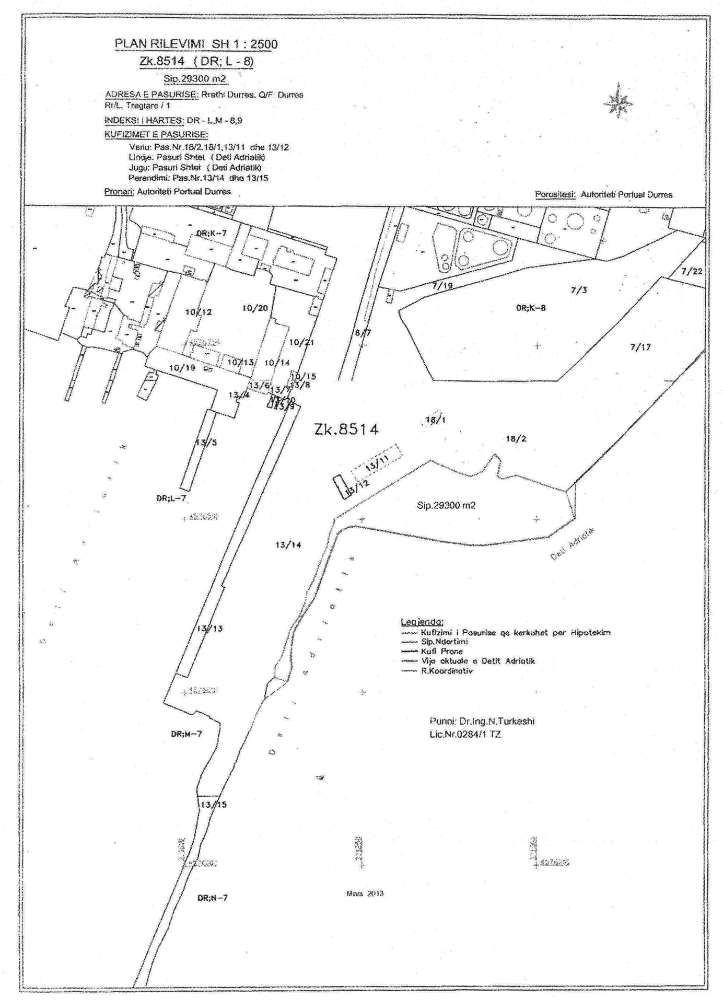 PLAN RILEVIMI SH 1 : 2500
Zk.8514 ( DR; L - 8)
Sip.29300 m2
ADRESA E PASURISE: Rrethi Durres. Q/F: Durres
Rr/L. Tregtare / 1
INDEKSI I HARTES: DR - L,M - 8,9
KUFIZIMET E PASURISE:
Veriu: Pas.Nr.18/2.18/1,13/11 dhe 13/12
Lindje: Pasuri Shtet ( Deti Adriatik)
Jugu: Pasuri Shtet ( Deti Adriatik)
Perendimi: Pas.Nr.13/14 dhe 13/15
Pronari: Autoriteti Portual Durres
Porositesi: Autoriteti Portual Durres
DR;K-7
7/22
7/19
7/3
DR;K-8
10/12
10/20
8/7
10/21
7/17
10/13
10/14
10/19
10/15
13/6
13/8
13/7
13/4
13/9
18/1
Zk.8514
18/2
13/5
13/11
13/12
DR;L-7
Sip.29300 m2
13/14
Deti Adriatik
Deti Adriatik
13/13
Legjenda:
Kufizimi i Pasurise qe kerkohet per Hipotekim
Sip.Ndertimi
Kufi Prone
Vija aktuale e Detit Adriatik
R.Koordinativ
Punoi: Dr.Ing.N.Turkeshi
Lic.Nr.0284/1 TZ
DR;M-7
13/15
Mars 2013
DR;N-7